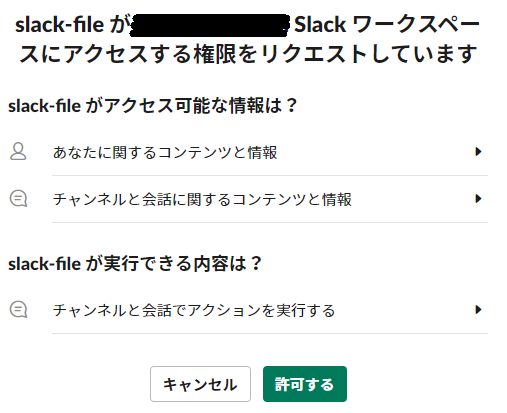 slack-file が Slack ワークスペー
スにアクセスする権限をリクエストしています
slack-file がアクセス可能な情報は？
あなたに関するコンテンツと情報
チャンネルと会話に関するコンテンツと情報
slack-file が実行できる内容は？
チャンネルと会話でアクションを実行する
キャンセル
許可する